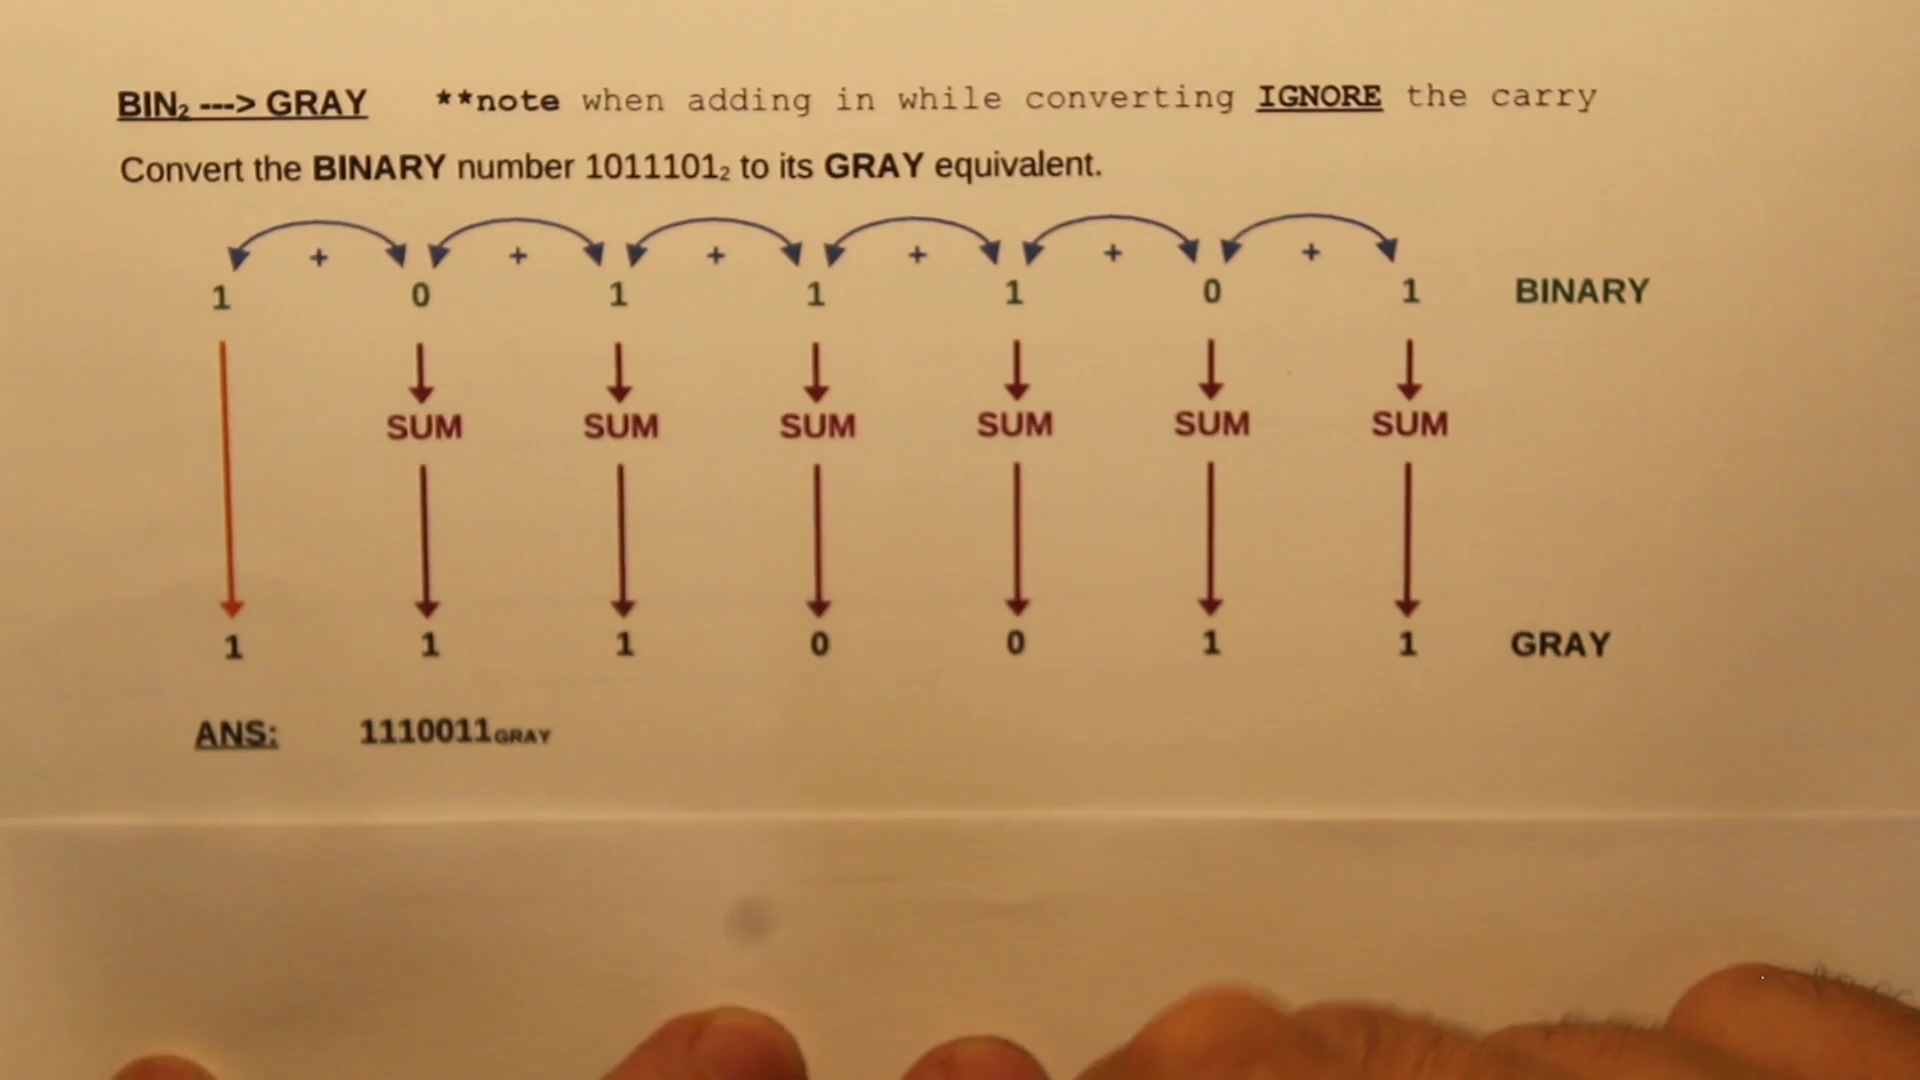 BIN₂ ---> GRAY **note when adding in while converting IGNORE the carry
Convert the BINARY number 1011101₂ to its GRAY equivalent.
+ + + + + +
1 0 1 1 1 0 1 BINARY
SUM SUM SUM SUM SUM SUM
1 1 1 0 0 1 1 GRAY
ANS: 1110011GRAY